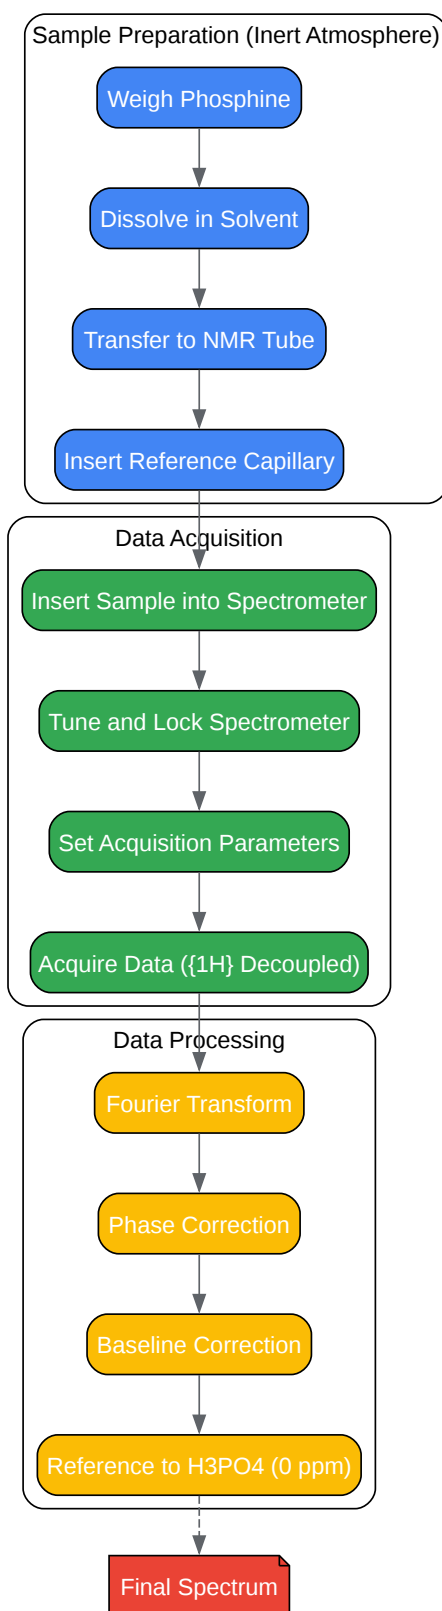 Sample Preparation (Inert Atmosphere)
Weigh Phosphine
Dissolve in Solvent
Transfer to NMR Tube
Insert Reference Capillary
Data Acquisition
Insert Sample into Spectrometer
Tune and Lock Spectrometer
Set Acquisition Parameters
Acquire Data ({1H} Decoupled)
Data Processing
Fourier Transform
Phase Correction
Baseline Correction
Reference to H3PO4 (0 ppm)
Final Spectrum